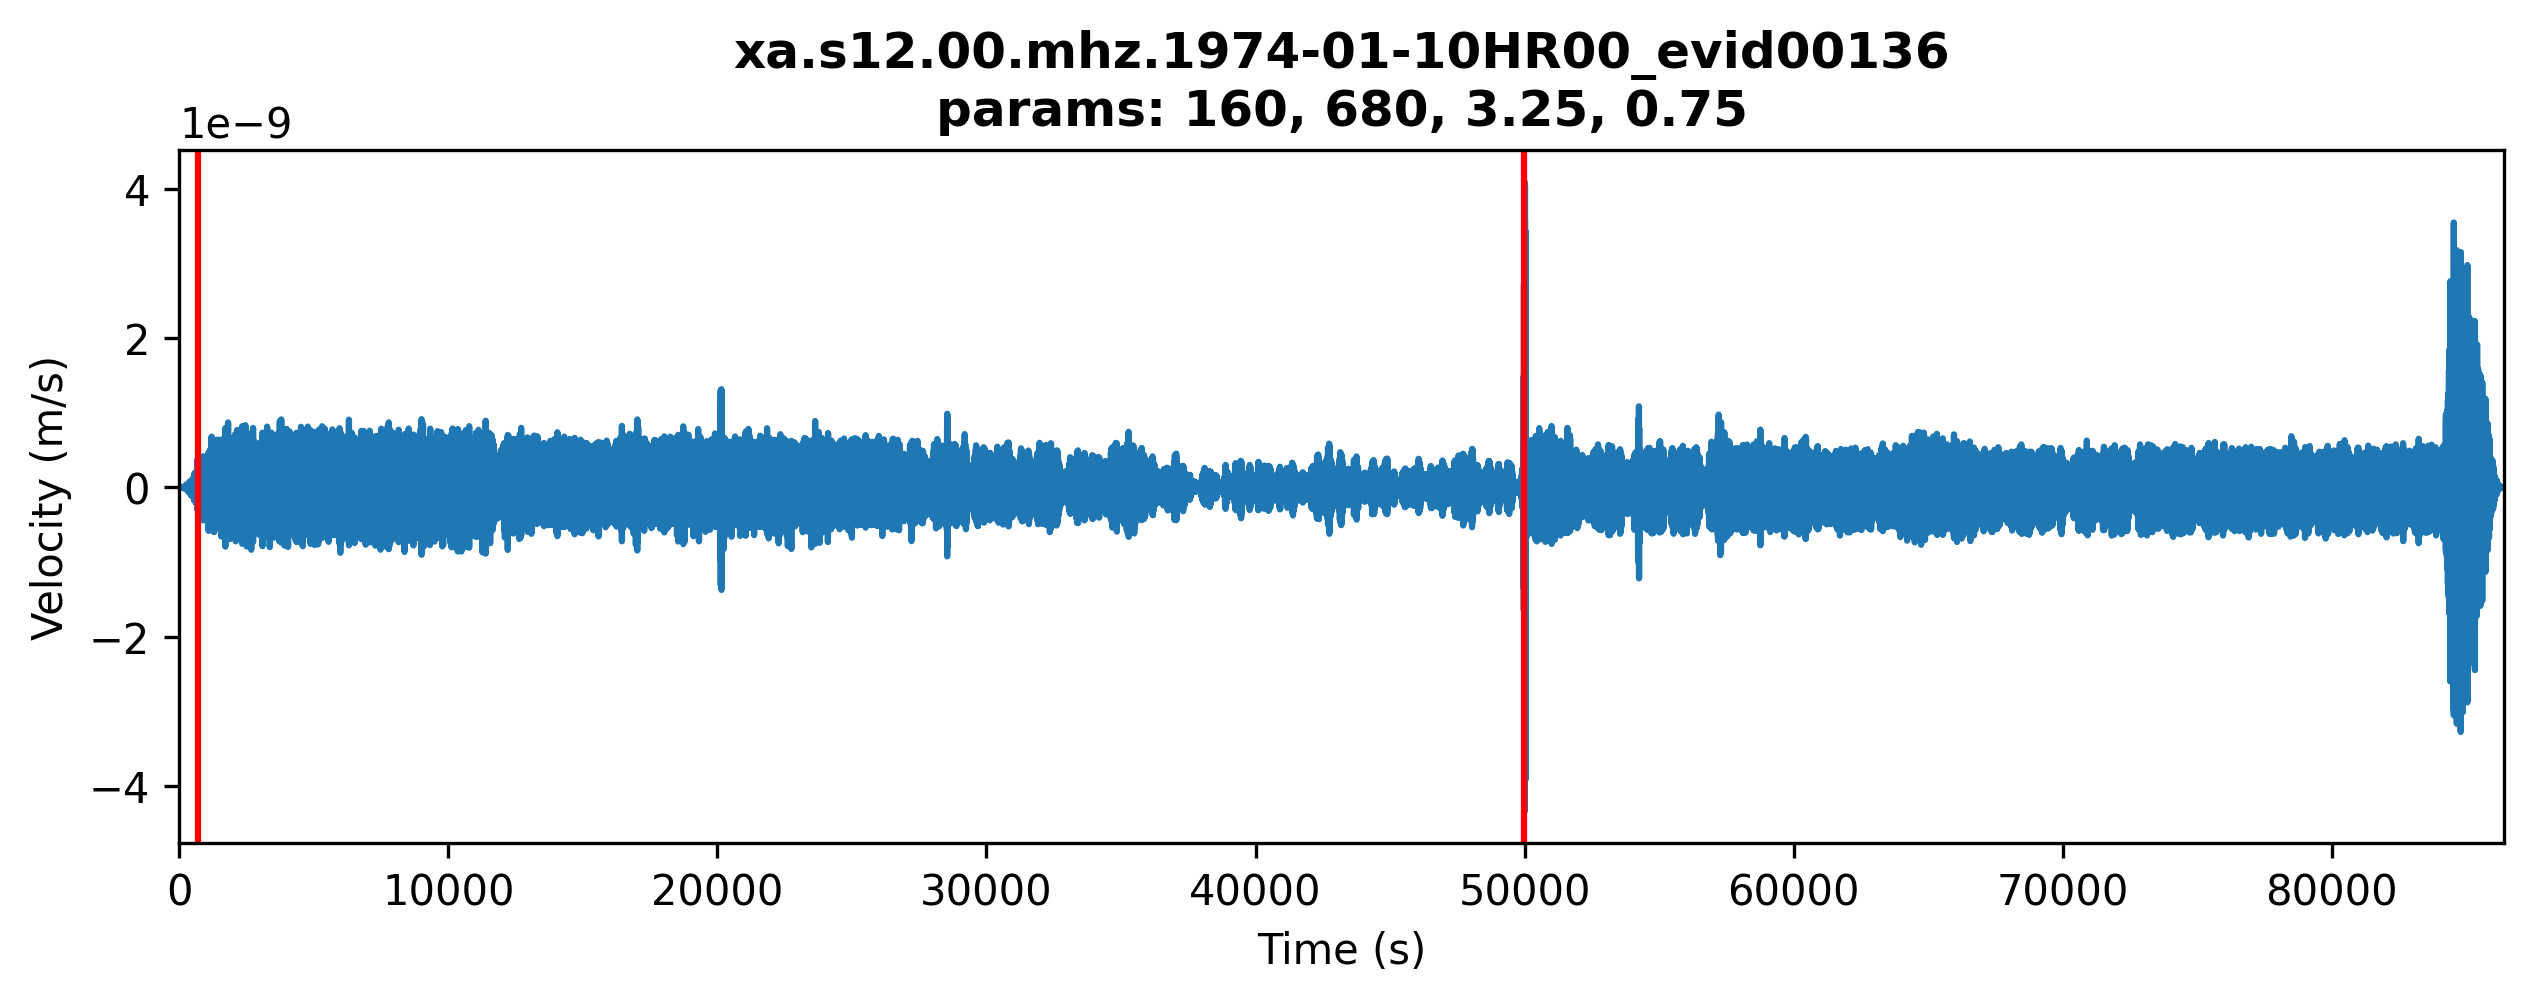 xa.s12.00.mhz.1974-01-10HR00_evid00136
params: 160, 680, 3.25, 0.75
1e−9
4
2
0
−2
−4
Velocity (m/s)
0 10000 20000 30000 40000 50000 60000 70000 80000
Time (s)